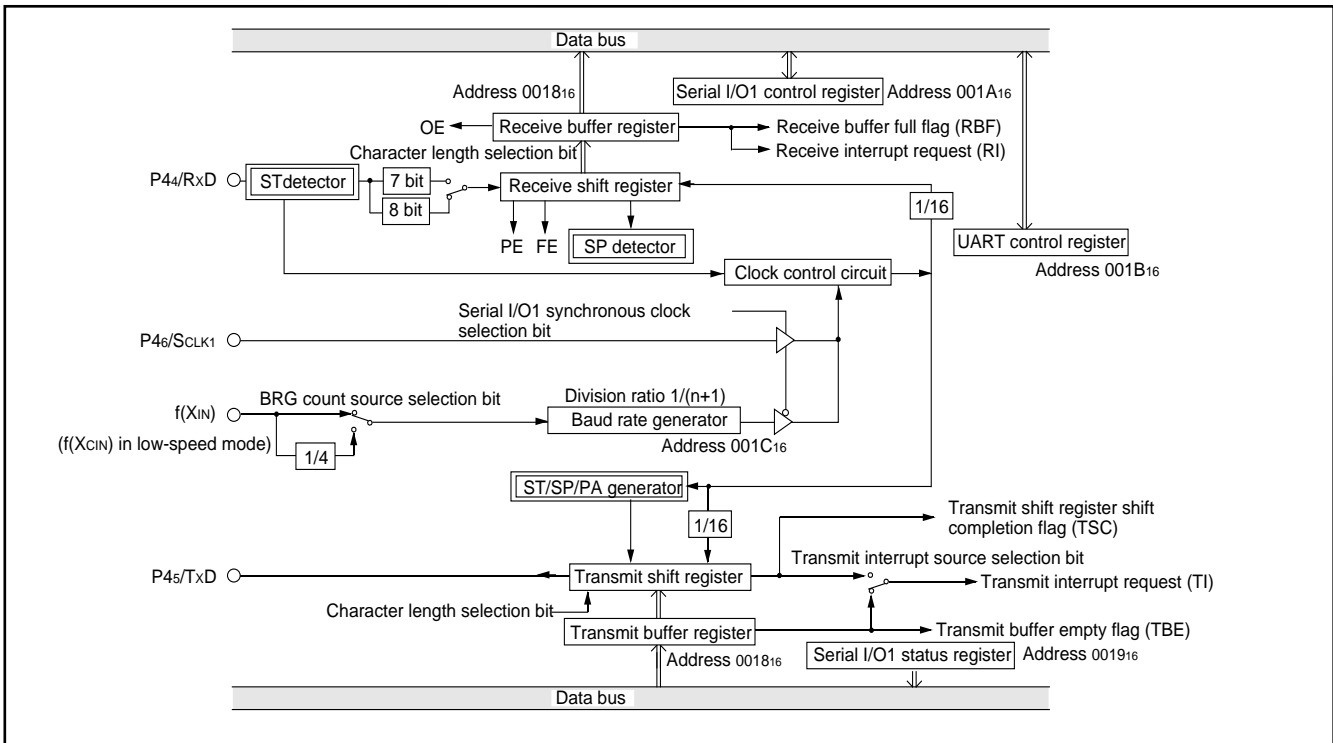 Data bus
Address 0018₁₆
Serial I/O1 control register Address 001A₁₆
OE
Receive buffer register
Receive buffer full flag (RBF)
Receive interrupt request (RI)
Character length selection bit
P4₄/RxD
STdetector
7 bit
8 bit
Receive shift register
1/16
PE
FE
SP detector
UART control register
Address 001B₁₆
Clock control circuit
Serial I/O1 synchronous clock
selection bit
P4₆/SCLK1
BRG count source selection bit
Division ratio 1/(n+1)
f(XIN)
Baud rate generator
Address 001C₁₆
(f(XCIN) in low-speed mode)
1/4
ST/SP/PA generator
1/16
Transmit shift register shift
completion flag (TSC)
Transmit interrupt source selection bit
P4₅/TxD
Transmit shift register
Transmit interrupt request (TI)
Character length selection bit
Transmit buffer register
Transmit buffer empty flag (TBE)
Address 0018₁₆
Serial I/O1 status register Address 0019₁₆
Data bus